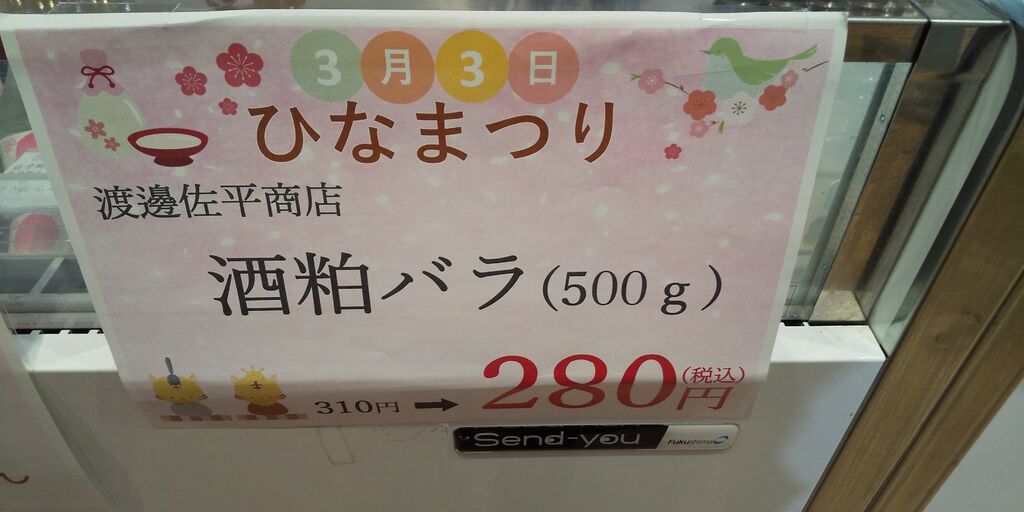 3月3日
ひなまつり
渡邊佐平商店
酒粕バラ(500g)
310円 → 280円(税込)
Send-you Fukushima